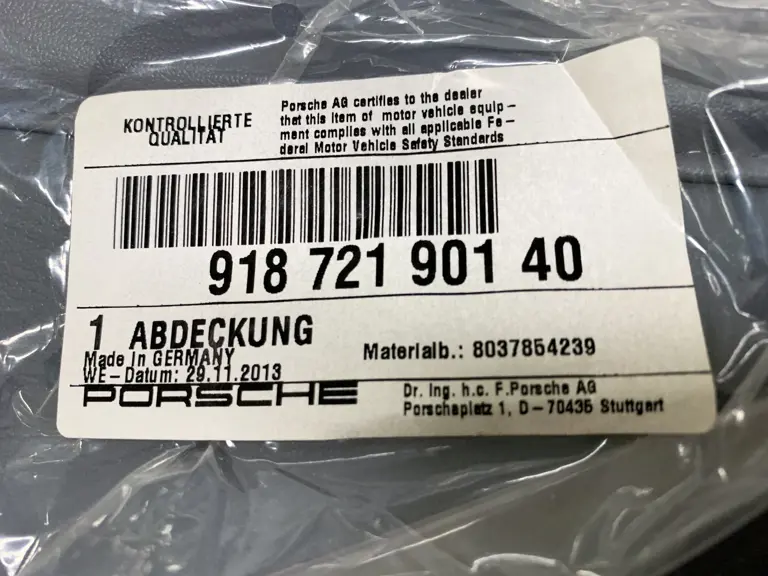 KONTROLLIERTE
QUALITÄT
Porsche AG certifies to the dealer
that this item of motor vehicle equip-
ment complies with all applicable Fe-
deral Motor Vehicle Safety Standards
918 721 901 40
1 ABDECKUNG
Made In GERMANY
WE-Datum: 29.11.2013
Materialb.: 8037854239
PORSCHE
Dr. Ing. h.c. F.Porsche AG
Porscheplatz 1, D-70435 Stuttgart